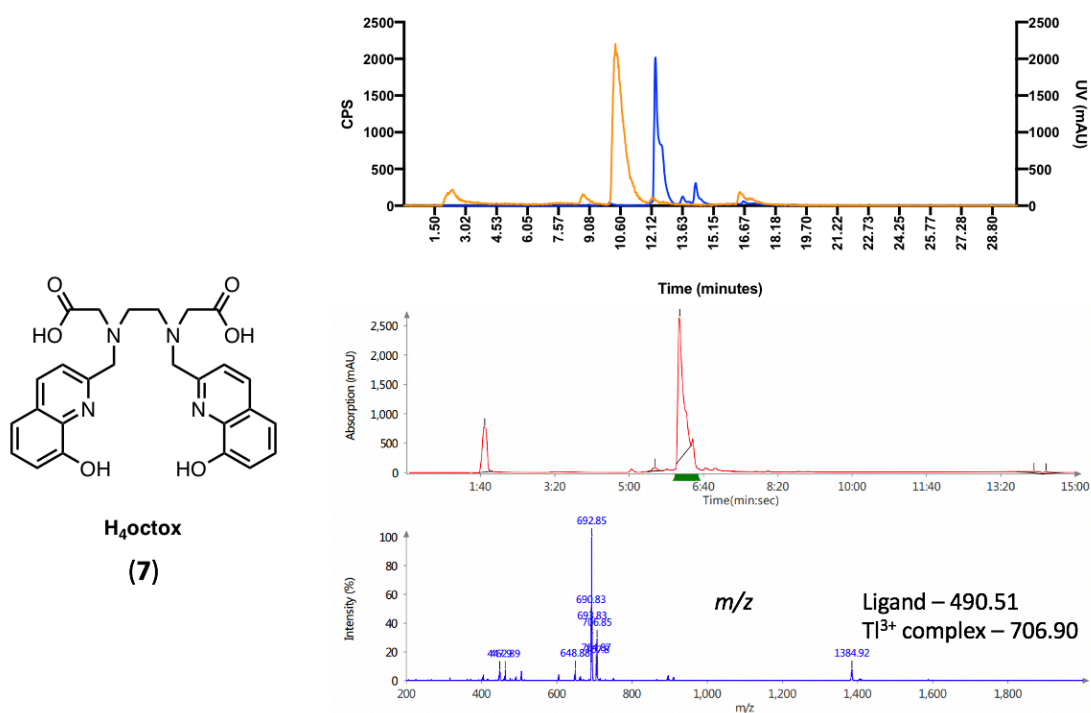 2500
2000
1500
1000
500
0
CPS
2500
2000
1500
1000
500
0
UV (mAU)
1.50 3.02 4.53 6.05 7.57 9.08 10.60 12.12 13.63 15.15 16.67 18.18 19.70 21.22 22.73 24.25 25.77 27.28 28.80
Time (minutes)
O
HO
N
N
O
OH
N
N
OH
HO
H₄octox
(7)
2,500
2,000
1,500
1,000
500
0
Absorption (mAU)
1:40 3:20 5:00 6:40 8:20 10:00 11:40 13:20 15:00
Time(min:sec)
100
80
60
40
20
0
Intensity (%)
692.85
690.83
706.85
648.88
1384.92
m/z
Ligand – 490.51
Tl³⁺ complex – 706.90
200 400 600 800 1,000 1,200 1,400 1,600 1,800
m/z